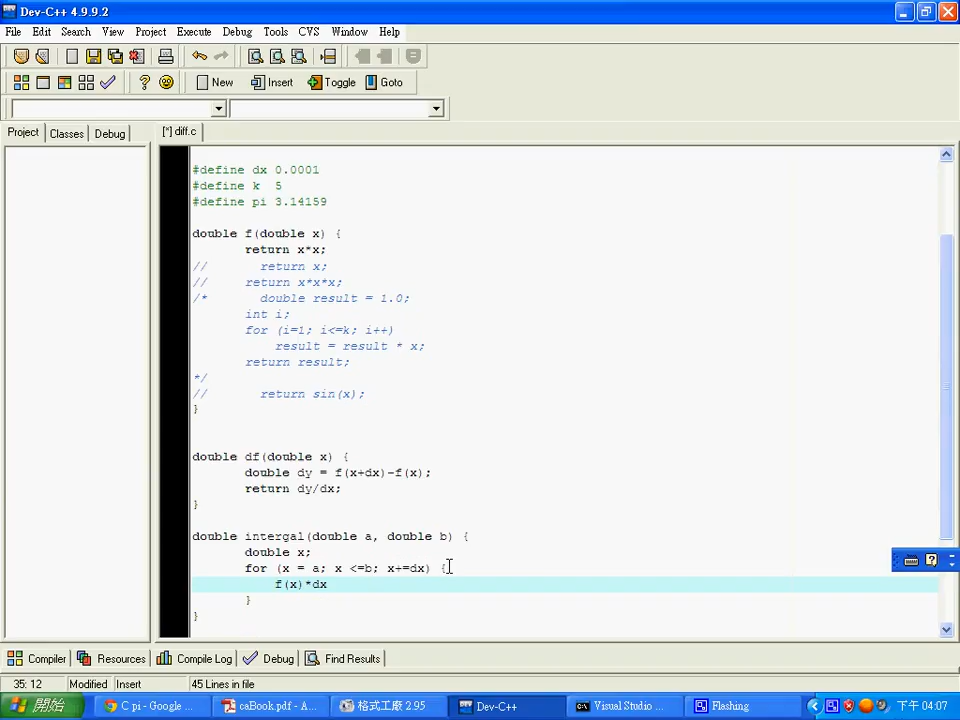 Dev-C++ 4.9.9.2
File Edit Search View Project Execute Debug Tools CVS Window Help
New Insert Toggle Goto
Project Classes Debug [*] diff.c
#define dx 0.0001
#define k  5
#define pi 3.14159
double f(double x) {
return x*x;
//       return x;
//     return x*x*x;
/*       double result = 1.0;
int i;
for (i=1; i<=k; i++)
result = result * x;
return result;
*/
//       return sin(x);
}
double df(double x) {
double dy = f(x+dx)-f(x);
return dy/dx;
}
double intergal(double a, double b) {
double x;
for (x = a; x <=b; x+=dx) {
f(x)*dx
}
}
Compiler Resources Compile Log Debug Find Results
35: 12 Modified Insert 45 Lines in file
開始 C pi - Google ... caBook.pdf - A... 格式工廠 2.95 Dev-C++ Visual Studio ... Flashing 下午 04:07